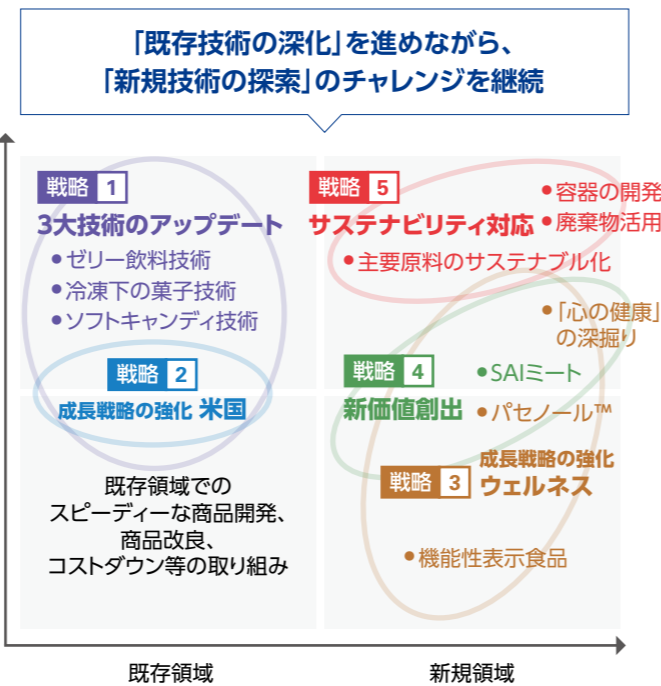 「既存技術の深化」を進めながら、
「新規技術の探索」のチャレンジを継続
戦略 1
3大技術のアップデート
●ゼリー飲料技術
●冷凍下の菓子技術
●ソフトキャンディ技術
戦略 2
成長戦略の強化 米国
既存領域での
スピーディーな商品開発、
商品改良、
コストダウン等の取り組み
戦略 5
サステナビリティ対応
●容器の開発
●廃棄物活用
●主要原料のサステナブル化
●「心の健康」
の深掘り
戦略 4
新価値創出
●SAIミート
●パセノール™
戦略 3
成長戦略の強化
ウェルネス
●機能性表示食品
既存領域
新規領域